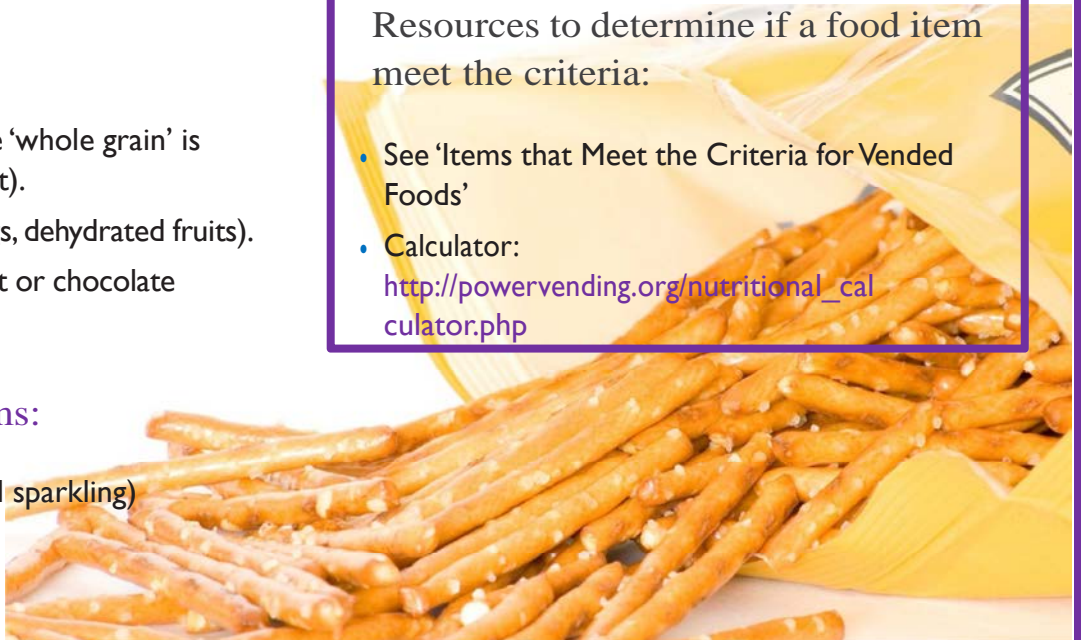 e ‘whole grain’ is
t).
s, dehydrated fruits).
t or chocolate
ns:
l sparkling)
Resources to determine if a food item
meet the criteria:
• See ‘Items that Meet the Criteria for Vended
Foods’
• Calculator:
http://powervending.org/nutritional_cal
culator.php